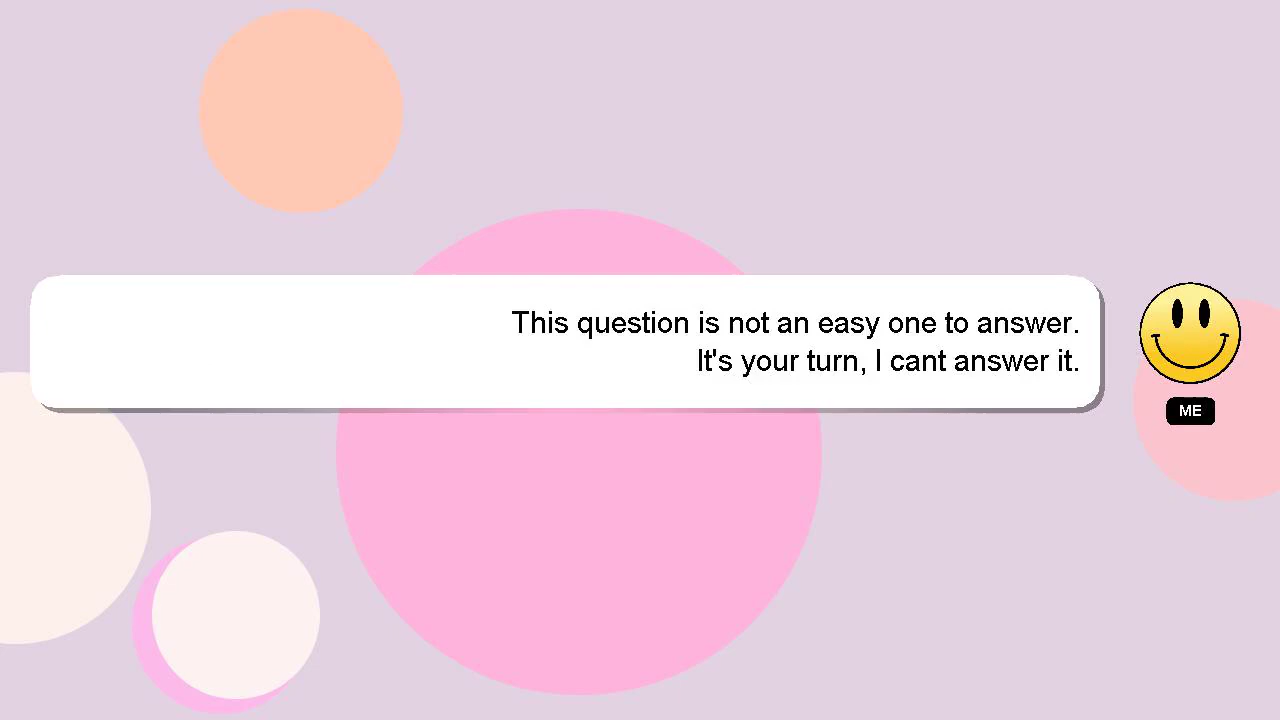 This question is not an easy one to answer.
It's your turn, I cant answer it.
ME